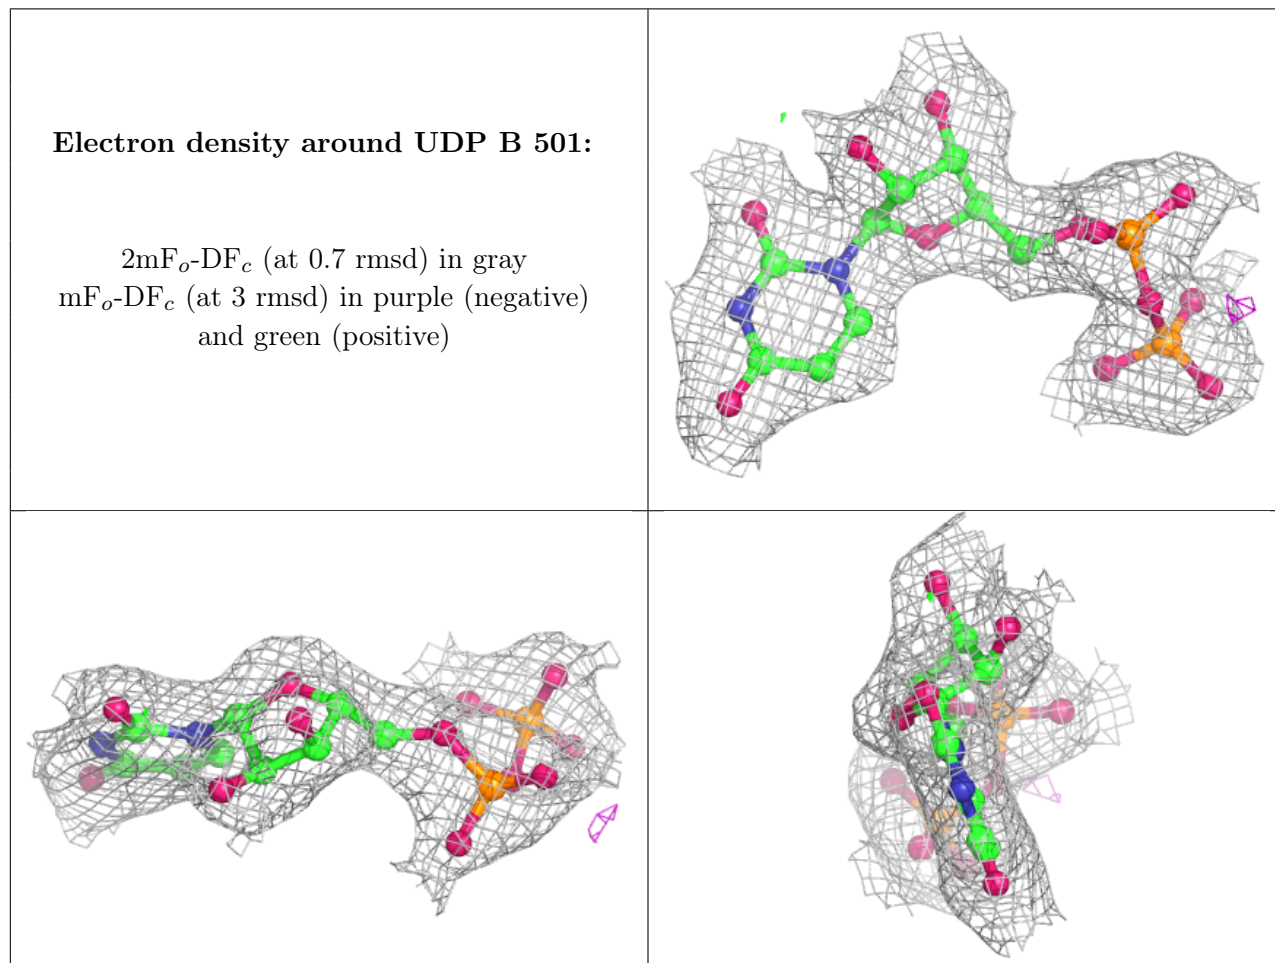 Electron density around UDP B 501:
2mFo-DFc (at 0.7 rmsd) in gray
mFo-DFc (at 3 rmsd) in purple (negative)
and green (positive)